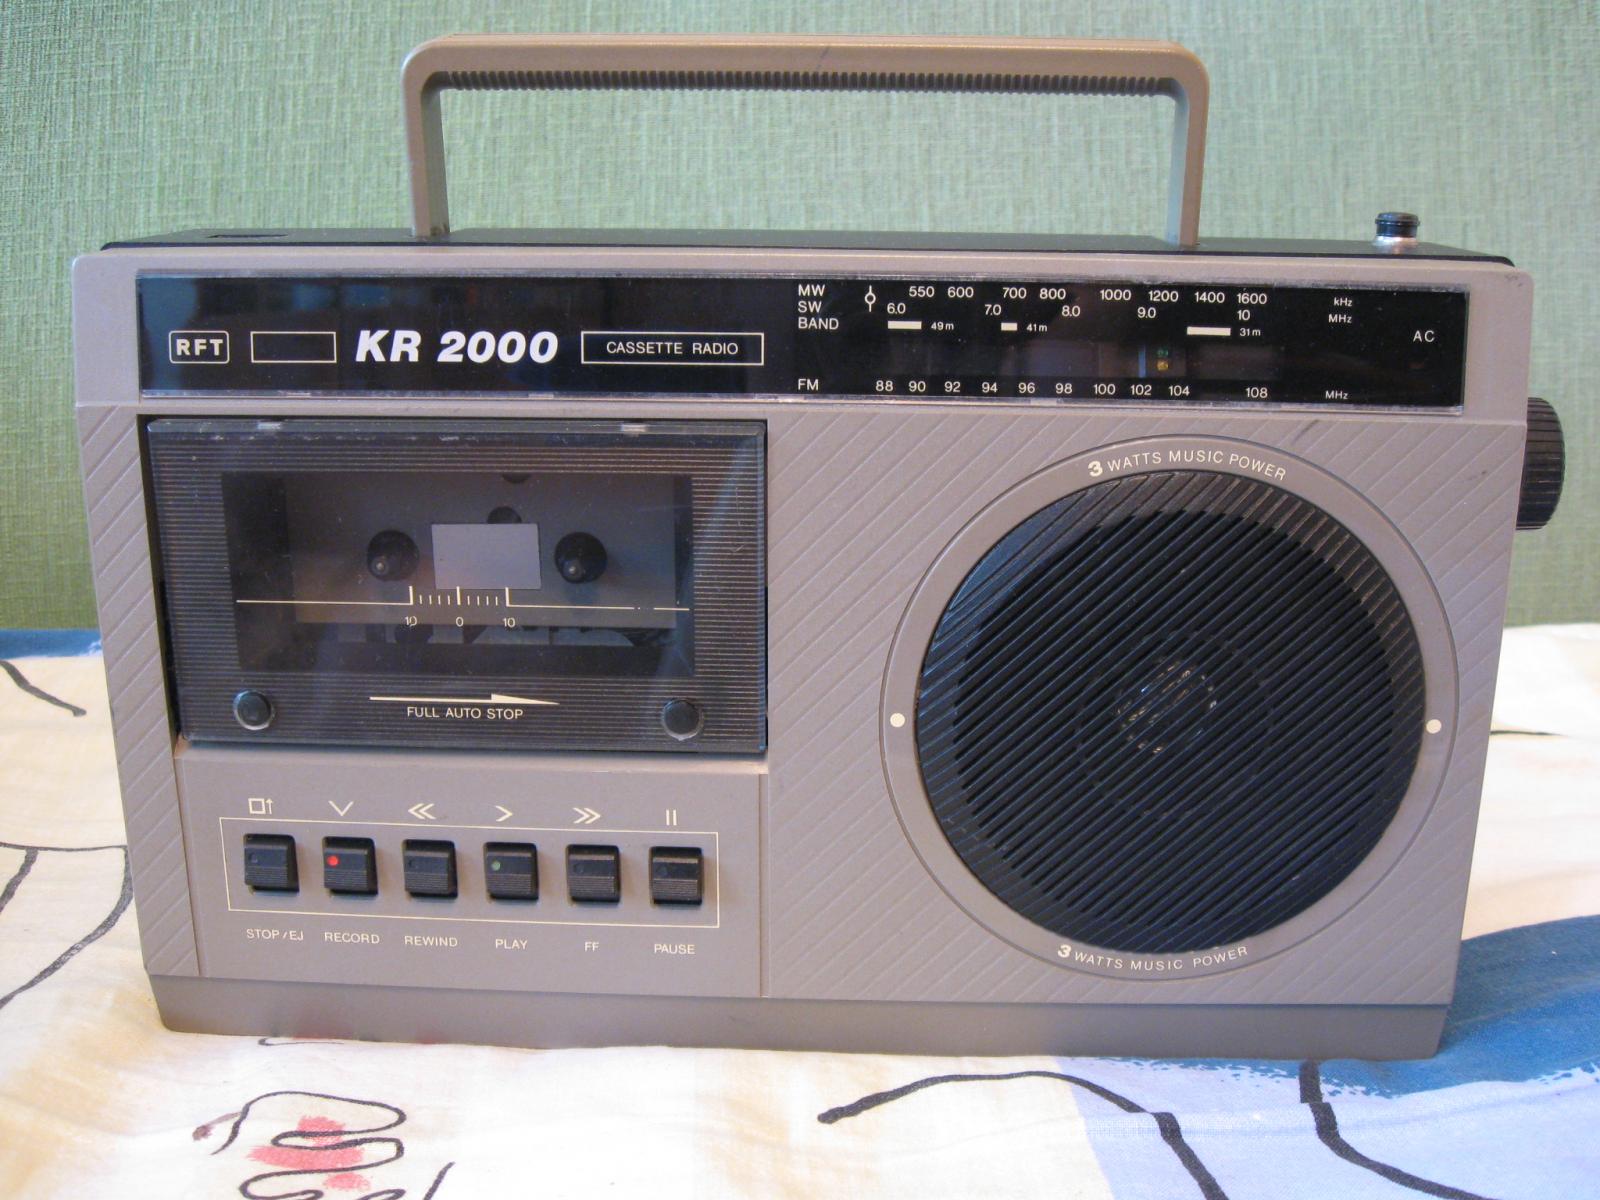 RFT
KR 2000
CASSETTE RADIO
MW 550 600 700 800 1000 1200 1400 1600 kHz
SW 6.0 7.0 8.0 9.0 10 MHz
BAND 49m 41m 31m
AC
FM 88 90 92 94 96 98 100 102 104 108 MHz
3 WATTS MUSIC POWER
10 0 10
FULL AUTO STOP
STOP/EJ RECORD REWIND PLAY FF PAUSE
3 WATTS MUSIC POWER